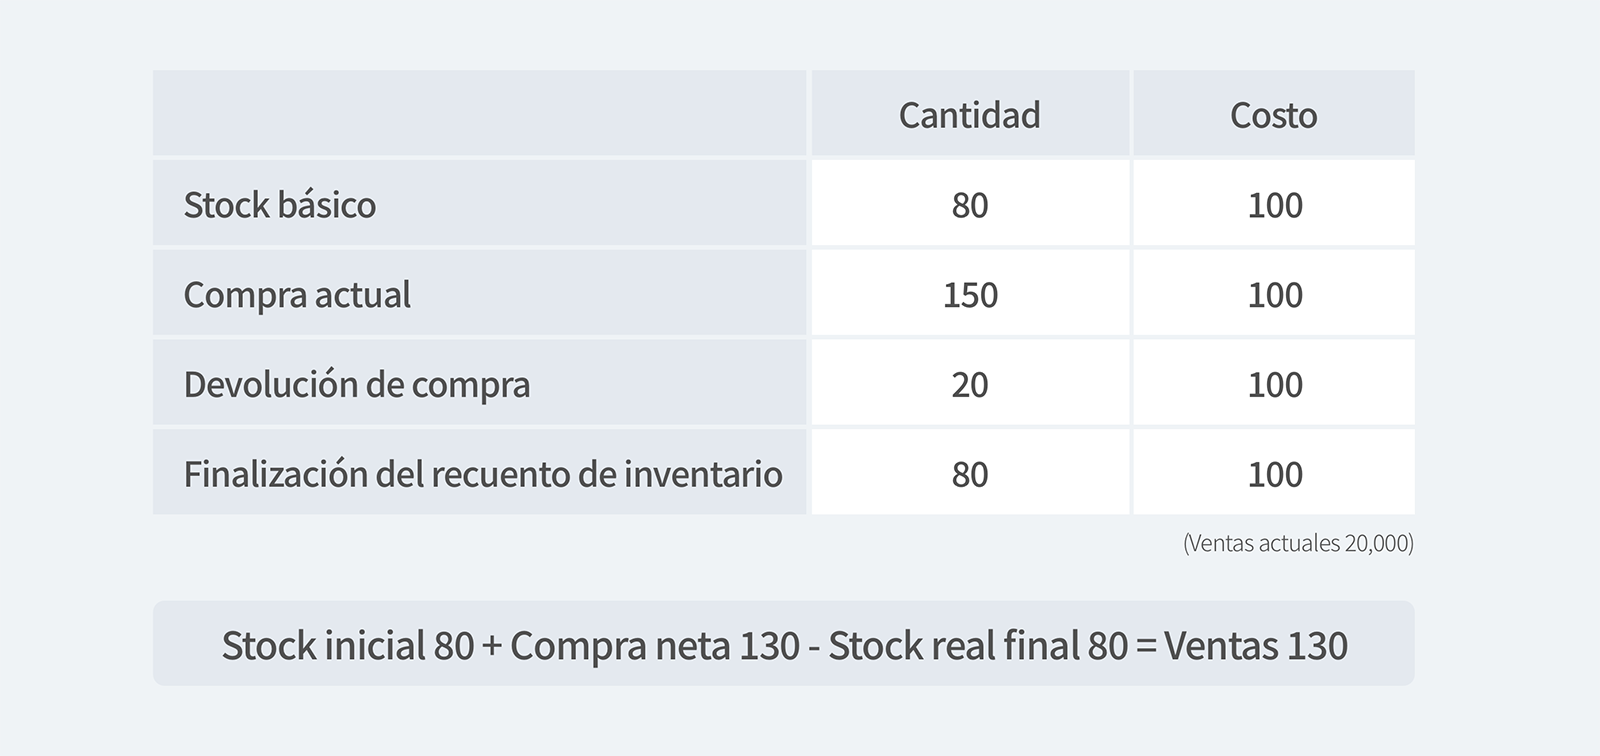 Cantidad Costo
Stock básico 80 100
Compra actual 150 100
Devolución de compra 20 100
Finalización del recuento de inventario 80 100
(Ventas actuales 20,000)
Stock inicial 80 + Compra neta 130 - Stock real final 80 = Ventas 130